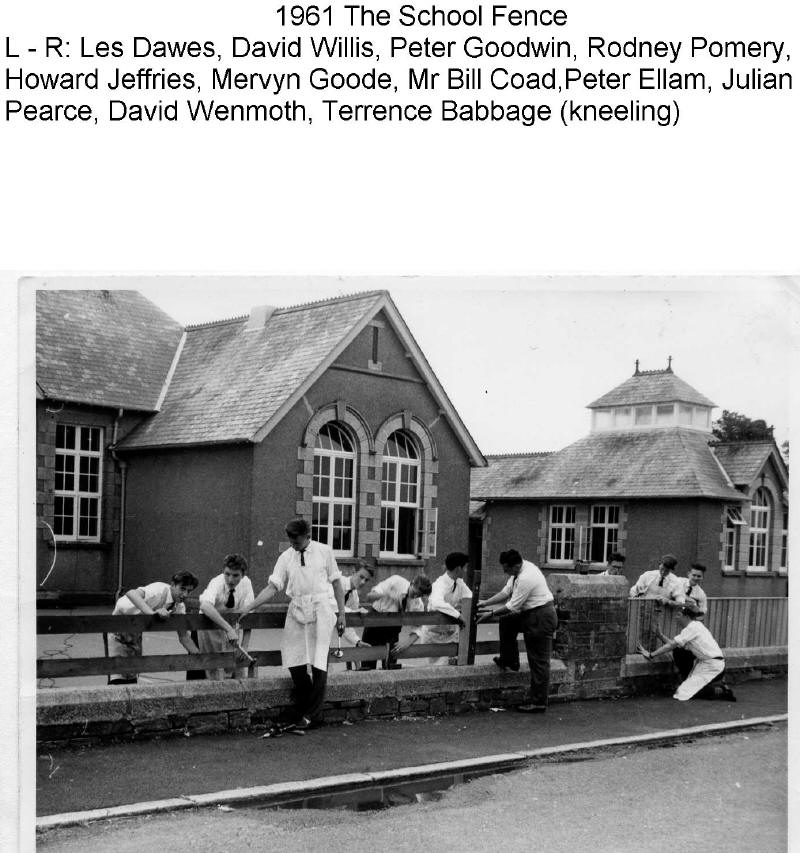 1961 The School Fence
L - R: Les Dawes, David Willis, Peter Goodwin, Rodney Pomery,
Howard Jeffries, Mervyn Goode, Mr Bill Coad,Peter Ellam, Julian
Pearce, David Wenmoth, Terrence Babbage (kneeling)